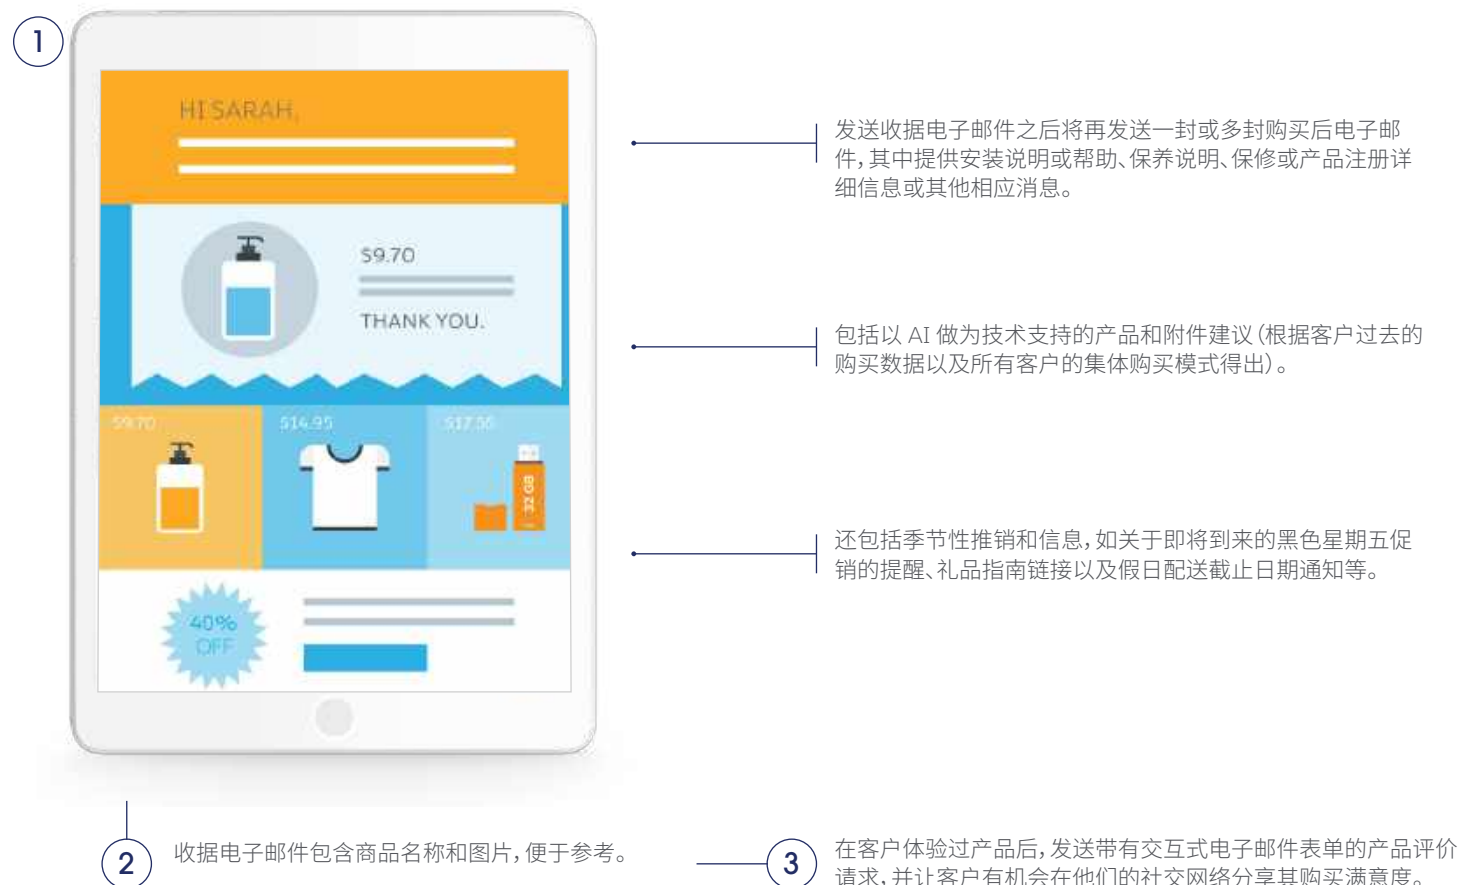 1
HI SARAH,
$9.70
THANK YOU.
$9.70
$14.95
$17.56
32 GB
40%
OFF
发送收据电子邮件之后将再发送一封或多封购买后电子邮
件,其中提供安装说明或帮助、保养说明、保修或产品注册详
细信息或其他相应消息。
包括以 AI 做为技术支持的产品和附件建议(根据客户过去的
购买数据以及所有客户的集体购买模式得出)。
还包括季节性推销和信息,如关于即将到来的黑色星期五促
销的提醒、礼品指南链接以及假日配送截止日期通知等。
2
收据电子邮件包含商品名称和图片,便于参考。
3
在客户体验过产品后,发送带有交互式电子邮件表单的产品评价
请求,并让客户有机会在他们的社交网络分享其购买满意度。